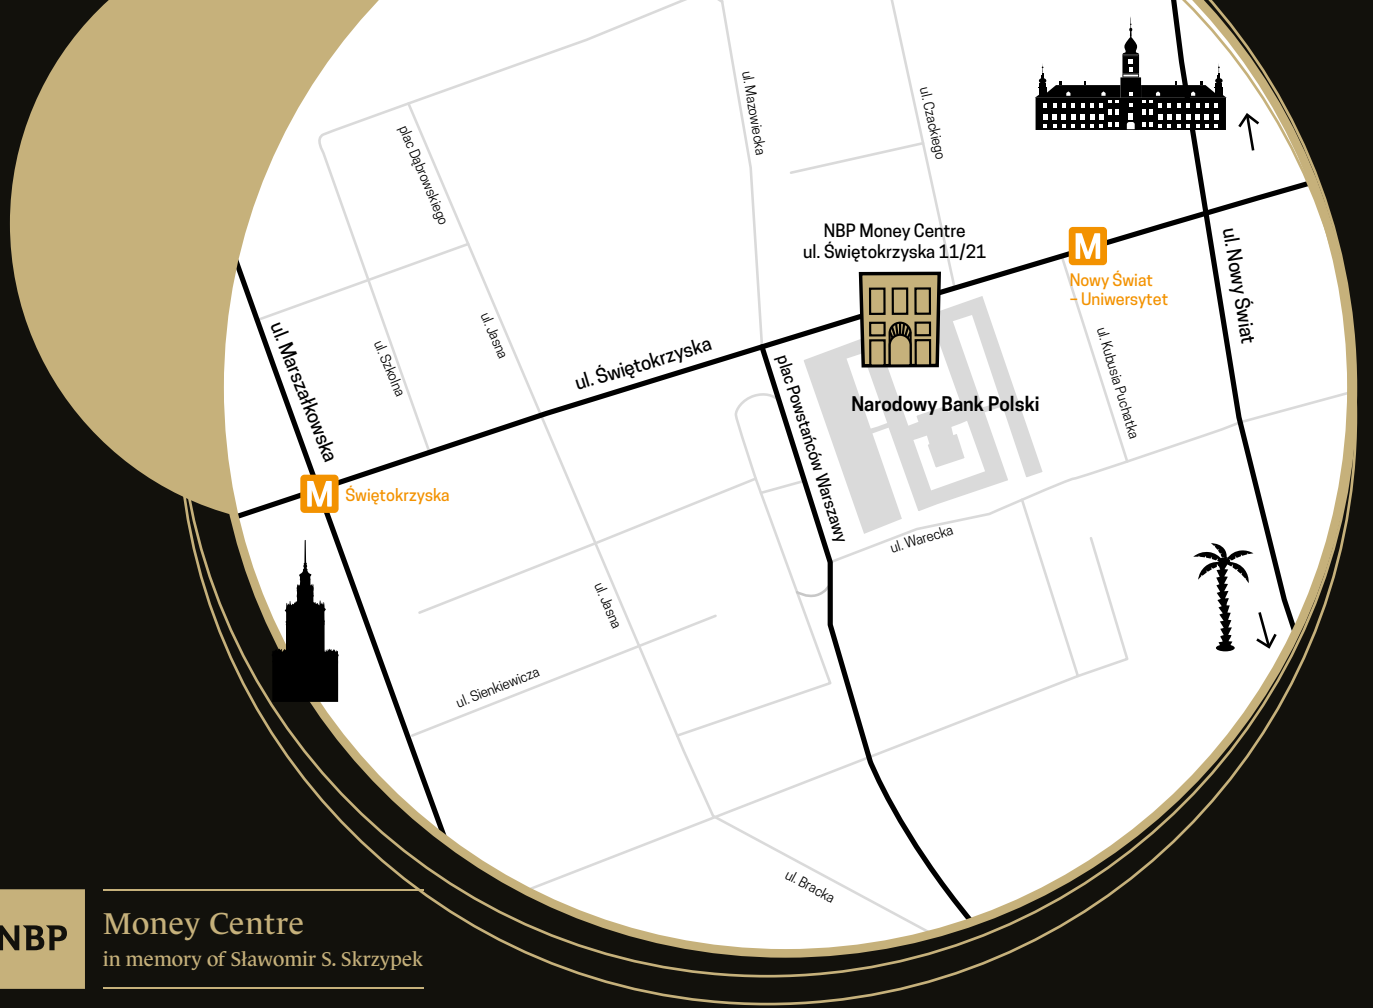 ul. Mazowiecka
ul. Czackiego
plac Dąbrowskiego
NBP Money Centre
ul. Świętokrzyska 11/21
M
Nowy Świat
– Uniwersytet
ul. Nowy Świat
ul. Marszałkowska
ul. Szkolna
ul. Jasna
ul. Świętokrzyska
plac Powstańców Warszawy
Narodowy Bank Polski
ul. Kubusia Puchatka
M
Świętokrzyska
ul. Warecka
ul. Jasna
ul. Sienkiewicza
ul. Bracka
NBP
Money Centre
in memory of Sławomir S. Skrzypek